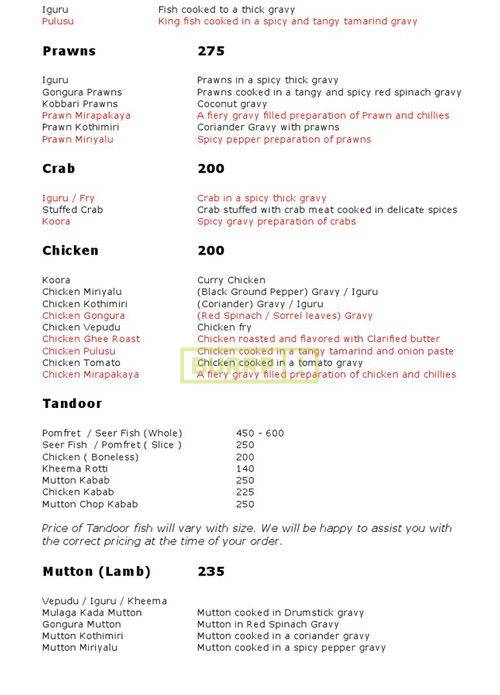 Iguru Fish cooked to a thick gravy
Pulusu King fish cooked in a spicy and tangy tamarind gravy
Prawns 275
Iguru Prawns in a spicy thick gravy
Gongura Prawns Prawns cooked in a tangy and spicy red spinach gravy
Kobbari Prawns Coconut gravy
Prawn Mirapakaya A fiery gravy filled preparation of Prawn and chillies
Prawn Kothimiri Coriander Gravy with prawns
Prawn Miriyalu Spicy pepper preparation of prawns
Crab 200
Iguru / Fry Crab in a spicy thick gravy
Stuffed Crab Crab stuffed with crab meat cooked in delicate spices
Koora Spicy gravy preparation of crabs
Chicken 200
Koora Curry Chicken
Chicken Miriyalu (Black Ground Pepper) Gravy / Iguru
Chicken Kothimiri (Coriander) Gravy / Iguru
Chicken Gongura (Red Spinach / Sorrel leaves) Gravy
Chicken Vepudu Chicken fry
Chicken Ghee Roast Chicken roasted and flavored with Clarified butter
Chicken Pulusu Chicken cooked in a tangy tamarind and onion paste
Chicken Tomato Chicken cooked in a tomato gravy
Chicken Mirapakaya A fiery gravy filled preparation of chicken and chillies
Tandoor
Pomfret / Seer Fish (Whole) 450 - 600
Seer Fish / Pomfret ( Slice ) 250
Chicken ( Boneless) 200
Kheema Rotti 140
Mutton Kabab 250
Chicken Kabab 225
Mutton Chop Kabab 250
Price of Tandoor fish will vary with size. We will be happy to assist you with
the correct pricing at the time of your order.
Mutton (Lamb) 235
Vepudu / Iguru / Kheema
Mulaga Kada Mutton Mutton cooked in Drumstick gravy
Gongura Mutton Mutton in Red Spinach Gravy
Mutton Kothimiri Mutton cooked in a coriander gravy
Mutton Miriyalu Mutton cooked in a spicy pepper gravy